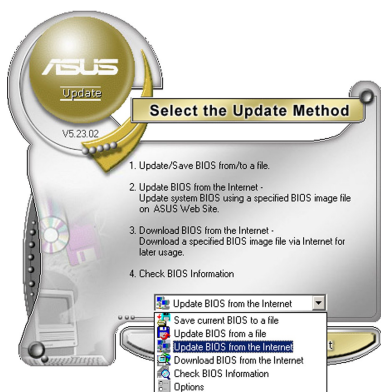 ASUS
Update
V5.23.02
Select the Update Method
1. Update/Save BIOS from/to a file.
2. Update BIOS from the Internet -
Update system BIOS using a specified BIOS image file
on ASUS Web Site.
3. Download BIOS from the Internet -
Download a specified BIOS image file via Internet for
later usage.
4. Check BIOS Information
Update BIOS from the Internet
Save current BIOS to a file
Update BIOS from a file
Update BIOS from the Internet
Download BIOS from the Internet
Check BIOS Information
Options